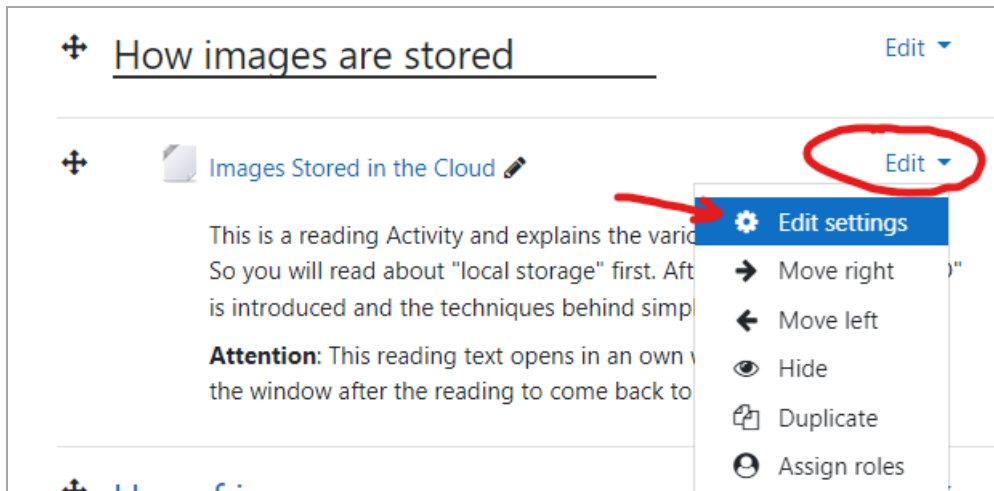 How images are stored
Edit
Images Stored in the Cloud
Edit
Edit settings
This is a reading Activity and explains the
So you will read about "local storage" first.
Move right
is introduced and the techniques behind
Move left
Attention: This reading text opens in an own
Hide
the window after the reading to come back to
Duplicate
Assign roles